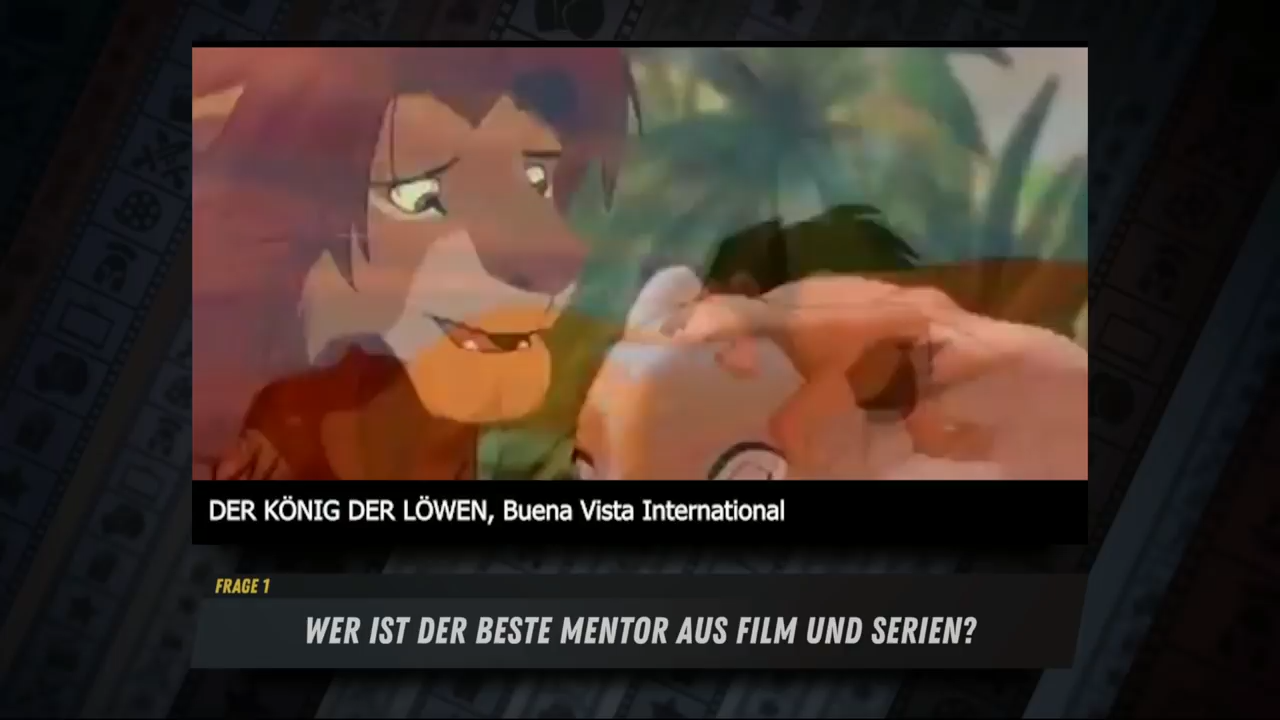 DER KÖNIG DER LÖWEN, Buena Vista International
FRAGE 1
WER IST DER BESTE MENTOR AUS FILM UND SERIEN?